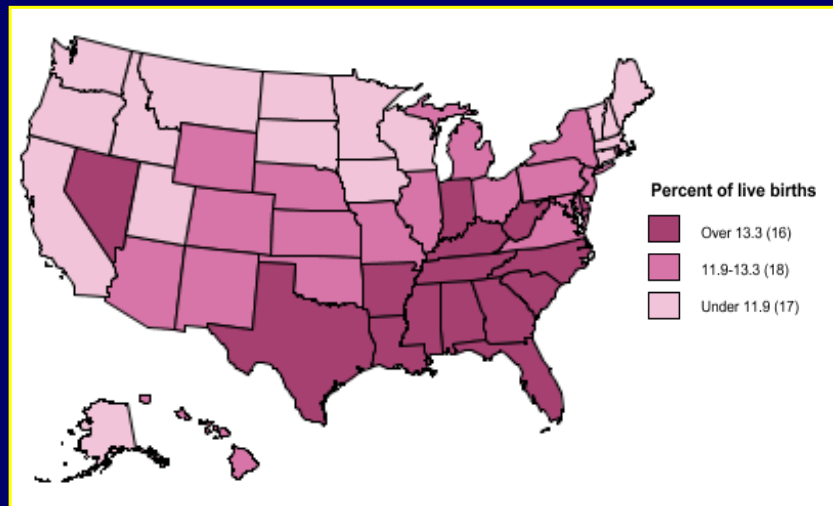 Percent of live births
Over 13.3 (16)
11.9-13.3 (18)
Under 11.9 (17)